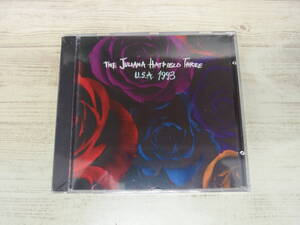 THE JULIANA HATFIELD THREE
U.S.A. 1993